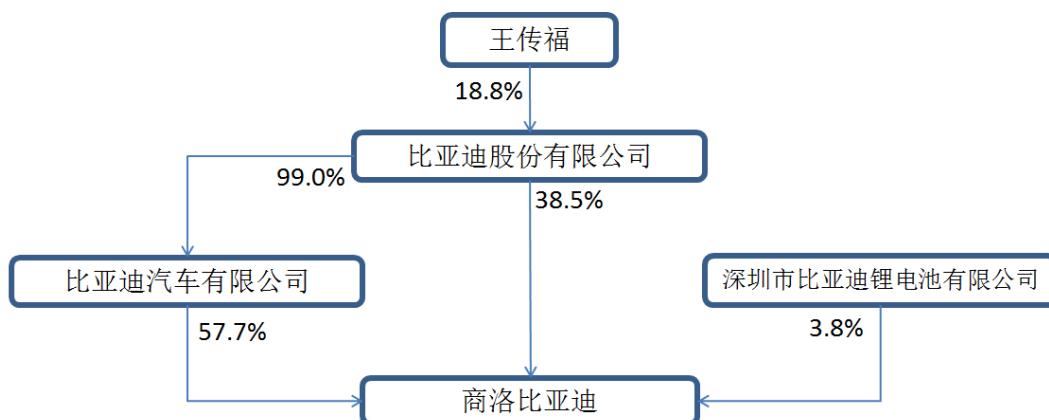 王传福
18.8%
比亚迪股份有限公司
99.0%
38.5%
比亚迪汽车有限公司
深圳市比亚迪锂电池有限公司
57.7%
3.8%
商洛比亚迪